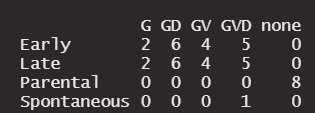 G GD GV GVD none
Early 2 6 4 5 0
Late 2 6 4 5 0
Parental 0 0 0 0 8
Spontaneous 0 0 0 1 0